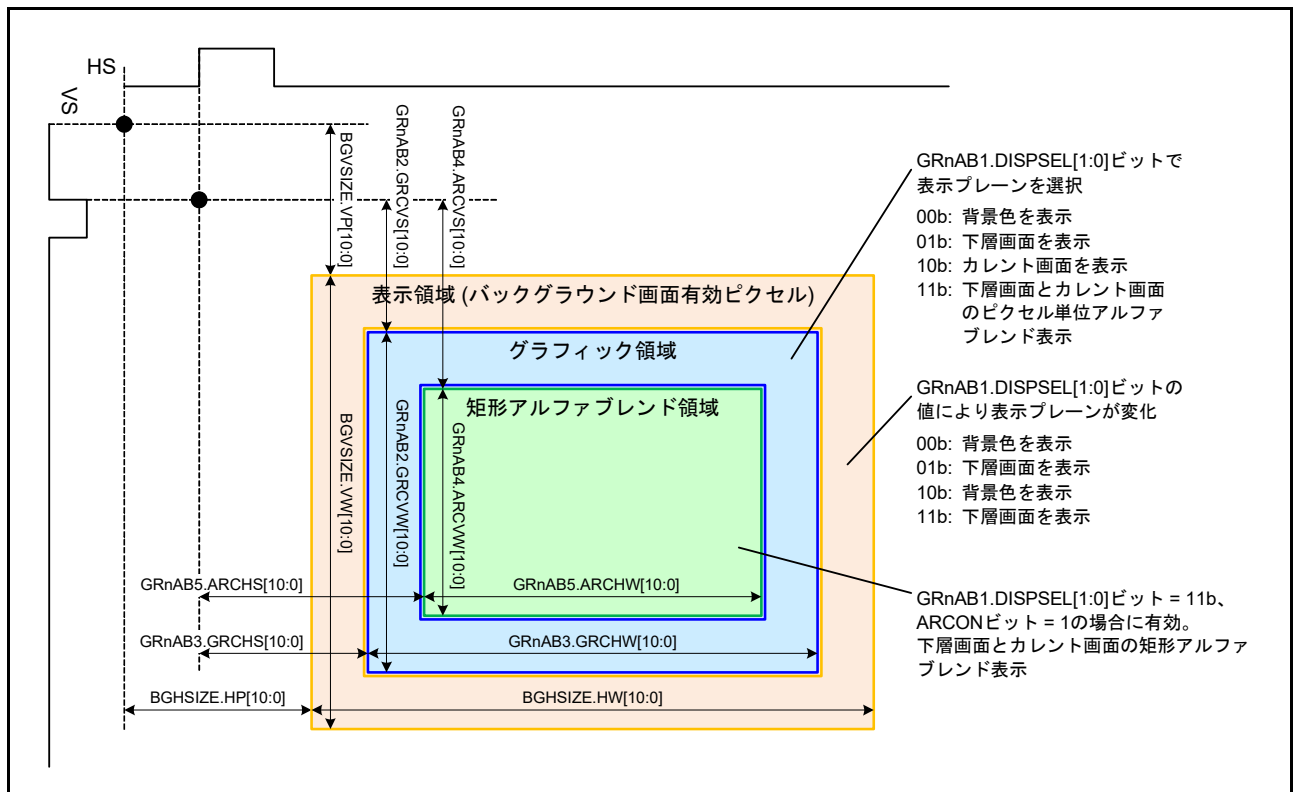 HS
VS
BGVSIZE.VP[10:0]
GRnAB2.GRCVS[10:0]
GRnAB4.ARCVS[10:0]
GRnAB1.DISPSEL[1:0]ビットで
表示プレーンを選択
00b: 背景色を表示
01b: 下層画面を表示
10b: カレント画面を表示
11b: 下層画面とカレント画面
のピクセル単位アルファ
ブレンド表示
表示領域 (バックグラウンド画面有効ピクセル)
グラフィック領域
矩形アルファブレンド領域
BGVSIZE.VW[10:0]
GRnAB2.GRCVW[10:0]
GRnAB4.ARCVW[10:0]
GRnAB1.DISPSEL[1:0]ビットの
値により表示プレーンが変化
00b: 背景色を表示
01b: 下層画面を表示
10b: 背景色を表示
11b: 下層画面を表示
GRnAB5.ARCHS[10:0]
GRnAB5.ARCHW[10:0]
GRnAB3.GRCHS[10:0]
GRnAB3.GRCHW[10:0]
BGHSIZE.HP[10:0]
BGHSIZE.HW[10:0]
GRnAB1.DISPSEL[1:0]ビット = 11b、
ARCONビット = 1の場合に有効。
下層画面とカレント画面の矩形アルファ
ブレンド表示